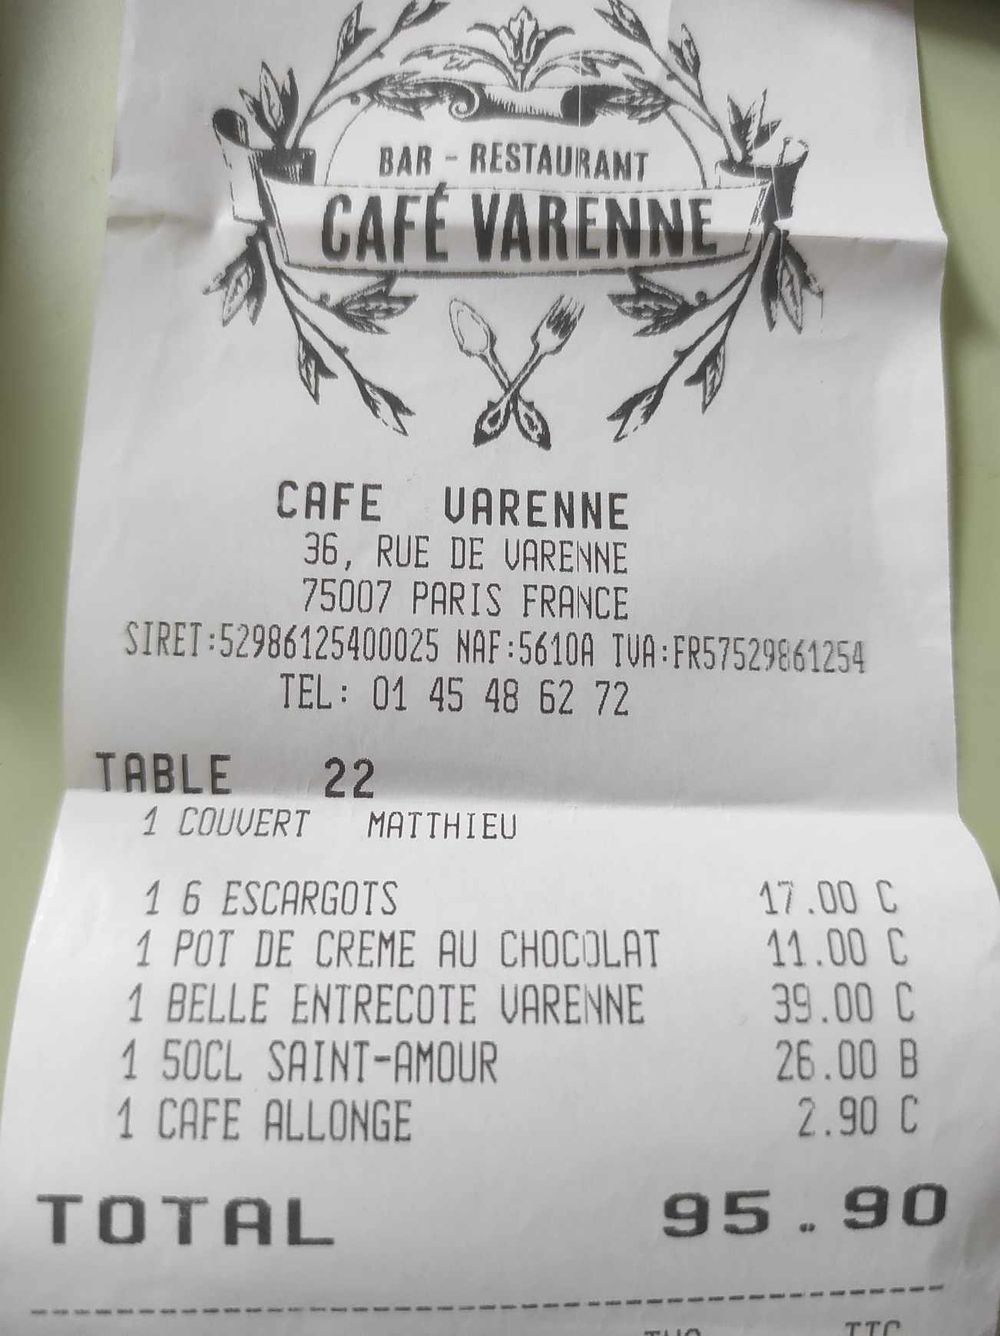 BAR - RESTAURANT
CAFÉ VARENNE
CAFE VARENNE
36, RUE DE VARENNE
75007 PARIS FRANCE
SIRET:52986125400025 NAF:5610A TVA:FR57529861254
TEL: 01 45 48 62 72
TABLE 22
1 COUVERT MATTHIEU
1 6 ESCARGOTS 17.00 C
1 POT DE CREME AU CHOCOLAT 11.00 C
1 BELLE ENTRECOTE VARENNE 39.00 C
1 50CL SAINT-AMOUR 26.00 B
1 CAFE ALLONGE 2.90 C
TOTAL 95.90
TTC